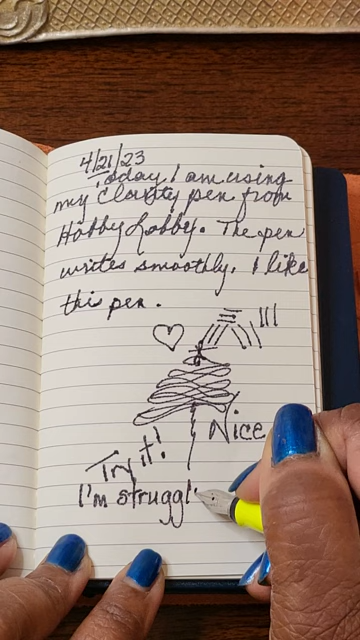 4/21/23
Today I am using
my Clarity pen from
Hobby Lobby. The pen
writes smoothly. I like
this pen.
Nice
Try it!
I'm struggl